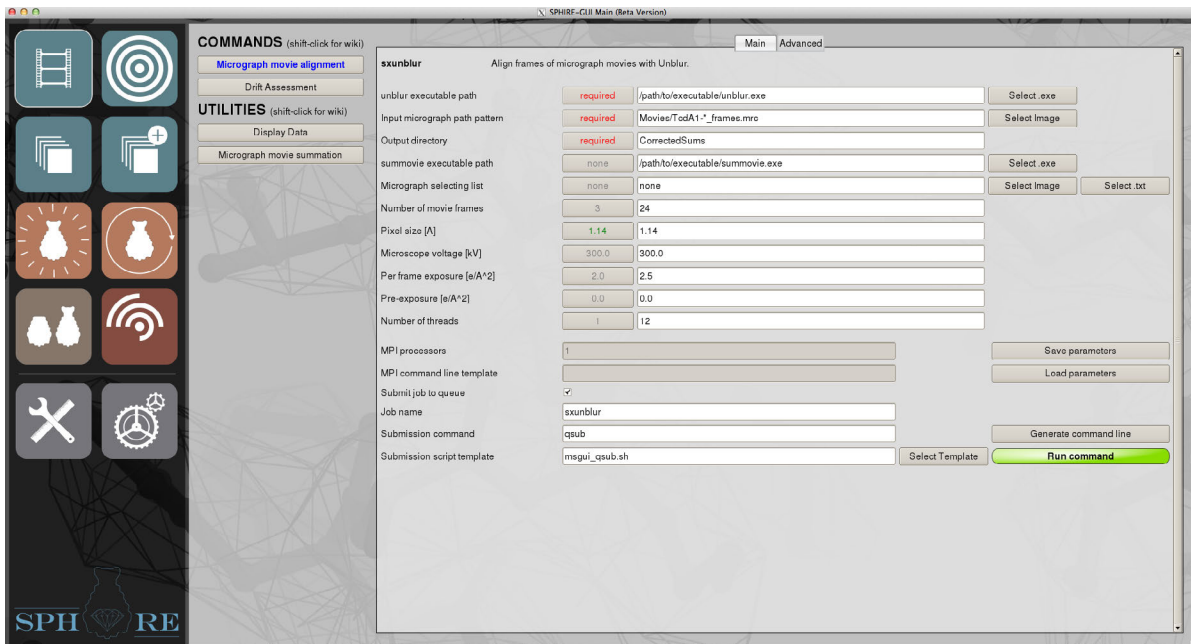 SPHIRE-GUI Main (Beta Version)
COMMANDS (shift-click for wiki)
Micrograph movie alignment
Drift Assessment
UTILITIES (shift-click for wiki)
Display Data
Micrograph movie summation
Main Advanced
sxunblur Align frames of micrograph movies with Unblur.
unblur executable path required /path/to/executable/unblur.exe Select .exe
Input micrograph path pattern required Movies/TcdA1-*_frames.mrc Select Image
Output directory required CorrectedSums
summovie executable path none /path/to/executable/summovie.exe Select .exe
Micrograph selecting list none none Select Image Select .txt
Number of movie frames 3 24
Pixel size [A] 1.14 1.14
Microscope voltage [kV] 300.0 300.0
Per frame exposure [e/A^2] 2.0 2.5
Pre-exposure [e/A^2] 0.0 0.0
Number of threads 1 12
MPI processors 1 Save parameters
MPI command line template Load parameters
Submit job to queue
Job name sxunblur
Submission command qsub Generate command line
Submission script template msgui_qsub.sh Select Template Run command
SPH RE